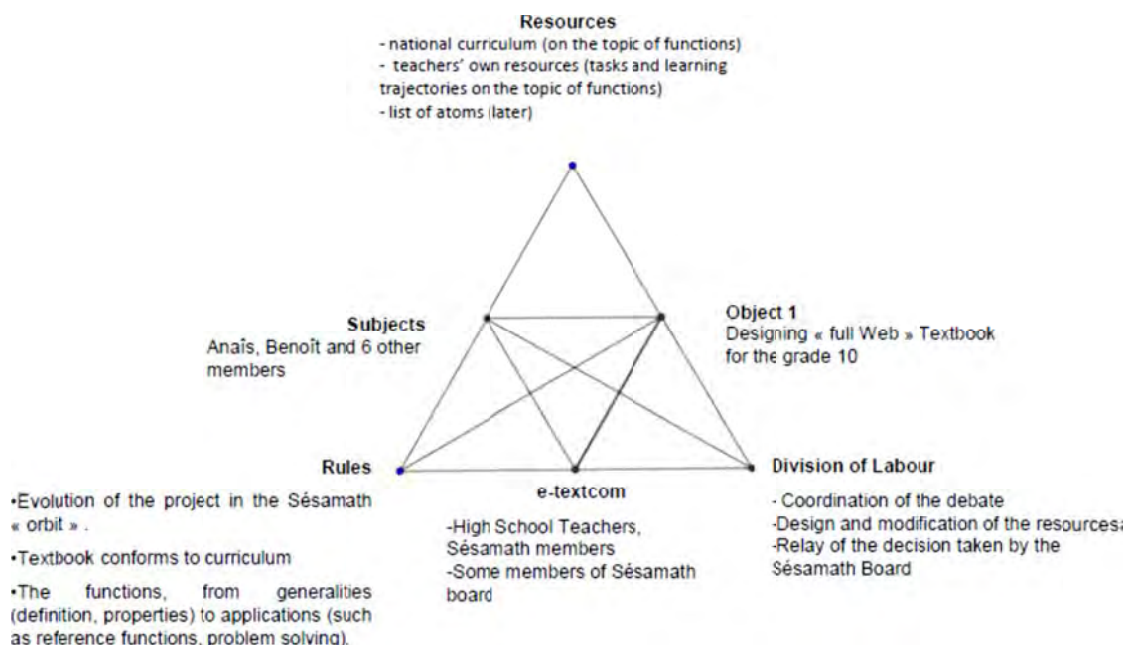 Resources
- national curriculum (on the topic of functions)
- teachers' own resources (tasks and learning
trajectories on the topic of functions)
- list of atoms (later)
Subjects
Anaîs, Benoît and 6 other
members
Object 1
Designing « full Web » Textbook
for the grade 10
Rules
•Evolution of the project in the Sésamath
« orbit » .
•Textbook conforms to curriculum
•The functions, from generalities
(definition, properties) to applications (such
as reference functions, problem solving).
e-textcom
-High School Teachers,
Sésamath members
-Some members of Sésamath
board
Division of Labour
- Coordination of the debate
-Design and modification of the resources
-Relay of the decision taken by the
Sésamath Board